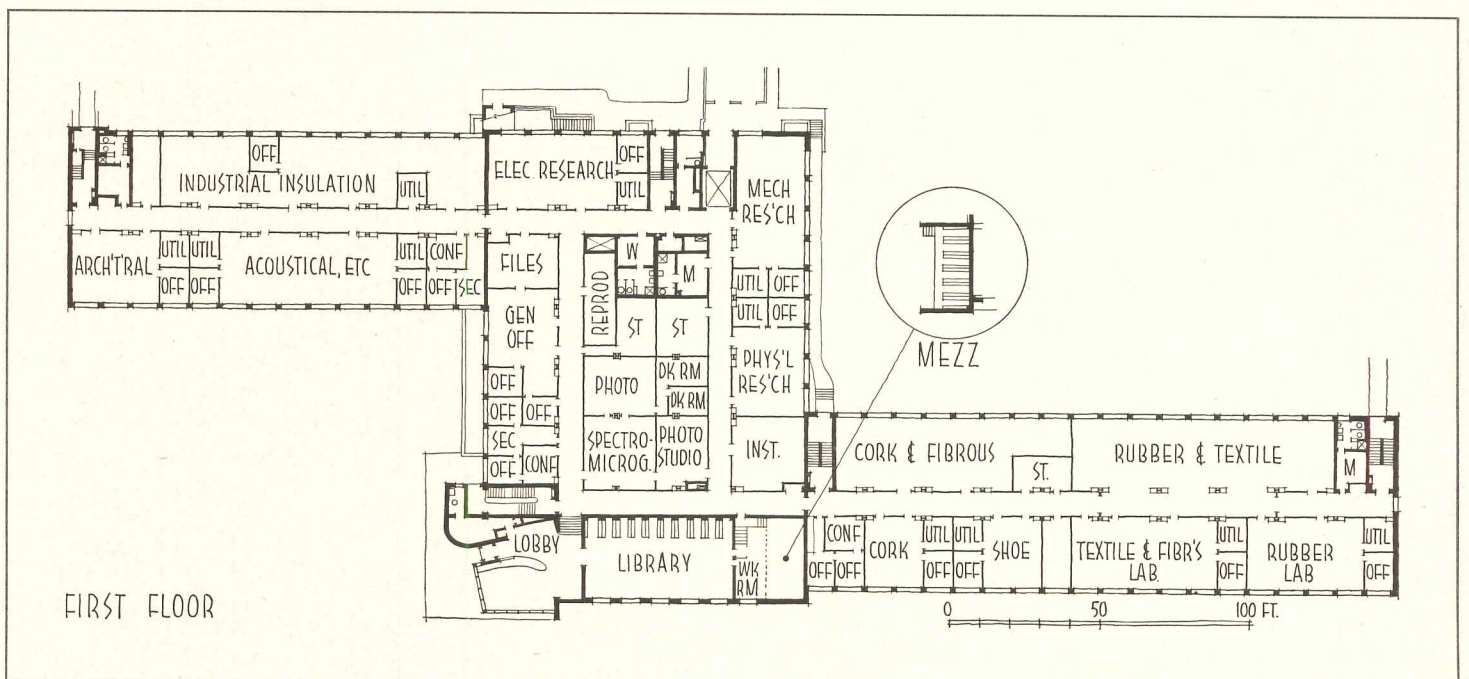 OFF
INDUSTRIAL INSULATION
UTIL
ELEC. RESEARCH
OFF
UTIL
MECH
RES'CH
ARCH'TRAL
UTIL
UTIL
OFF
OFF
ACOUSTICAL, ETC
UTIL
CONF
OFF
OFF
SEC
FILES
GEN
OFF
OFF
OFF
OFF
SEC
OFF
CONF
REPROD
W
M
ST
ST
PHOTO
DK RM
DK RM
SPECTRO-
MICROG.
PHOTO
STUDIO
UTIL
OFF
UTIL
OFF
PHYS'L
RES'CH
INST.
MEZZ
CORK & FIBROUS
ST.
RUBBER & TEXTILE
M
LOBBY
LIBRARY
WK
RM
CONF
OFF
OFF
CORK
UTIL
UTIL
OFF
OFF
SHOE
TEXTILE & FIBR'S
LAB.
UTIL
OFF
RUBBER
LAB
UTIL
OFF
FIRST FLOOR
0 50 100 FT.